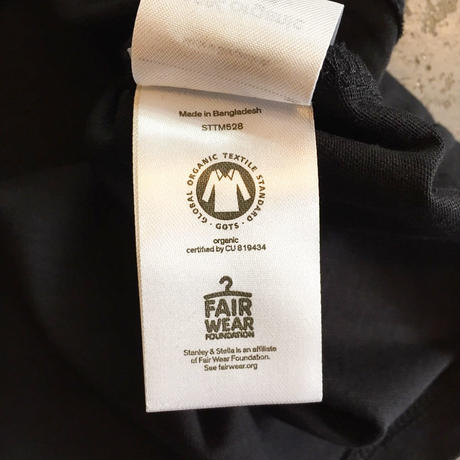 Made in Bangladesh
STTM528
GLOBAL ORGANIC TEXTILE STANDARD
· GOTS ·
organic
certified by CU 819434
FAIR
WEAR
FOUNDATION
Stanley & Stella is an affiliate
of Fair Wear Foundation.
See fairwear.org